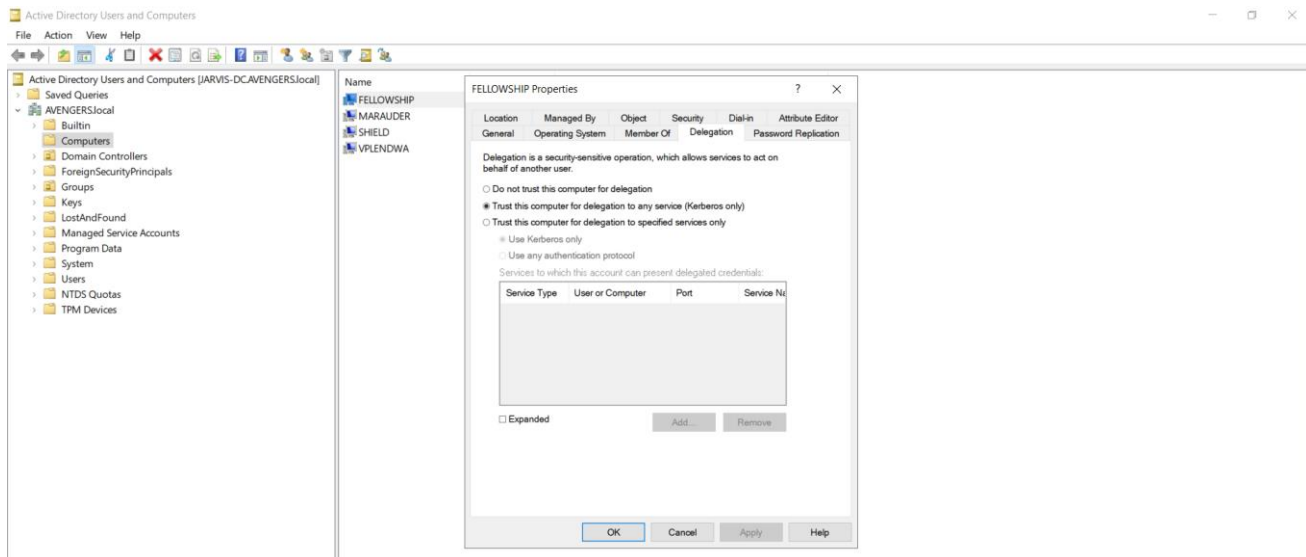 Active Directory Users and Computers
File Action View Help
Active Directory Users and Computers [JARVIS-DC.AVENGERS.local]
Saved Queries
AVENGERS.local
Builtin
Computers
Domain Controllers
ForeignSecurityPrincipals
Groups
Keys
LostAndFound
Managed Service Accounts
Program Data
System
Users
NTDS Quotas
TPM Devices
Name
FELLOWSHIP
MARAUDER
SHIELD
VPLENDWA
FELLOWSHIP Properties
Location Managed By Object Security Dial-in Attribute Editor
General Operating System Member Of Delegation Password Replication
Delegation is a security-sensitive operation, which allows services to act on
behalf of another user.
Do not trust this computer for delegation
Trust this computer for delegation to any service (Kerberos only)
Trust this computer for delegation to specified services only
Use Kerberos only
Use any authentication protocol
Services to which this account can present delegated credentials:
Service Type User or Computer Port Service Na
Expanded Add... Remove
OK Cancel Apply Help